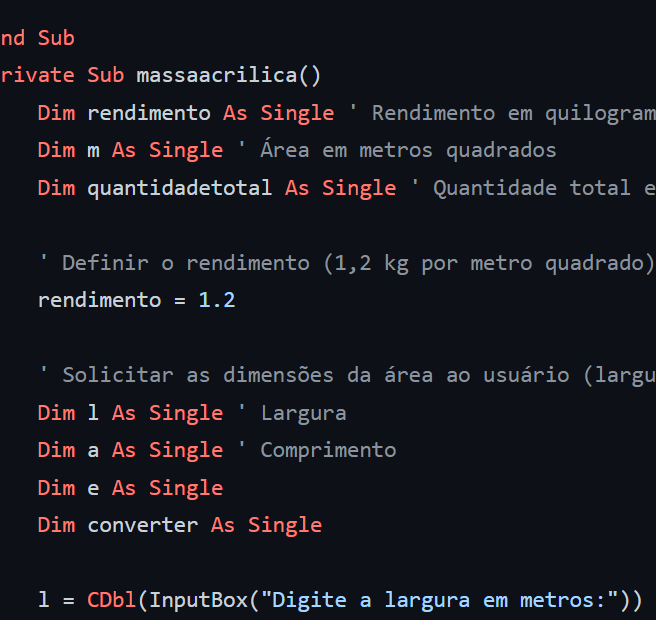 nd Sub
rivate Sub massaacrilica()
Dim rendimento As Single ' Rendimento em quilogram
Dim m As Single ' Área em metros quadrados
Dim quantidadetotal As Single ' Quantidade total e
' Definir o rendimento (1,2 kg por metro quadrado)
rendimento = 1.2
' Solicitar as dimensões da área ao usuário (largu
Dim l As Single ' Largura
Dim a As Single ' Comprimento
Dim e As Single
Dim converter As Single
l = CDbl(InputBox("Digite a largura em metros:"))